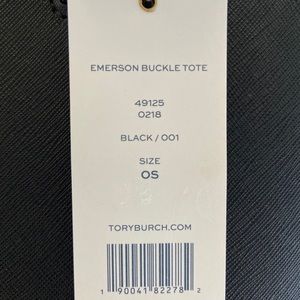 EMERSON BUCKLE TOTE
49125
0218
BLACK / 001
SIZE
OS
TORYBURCH.COM
1 90041 82278 2